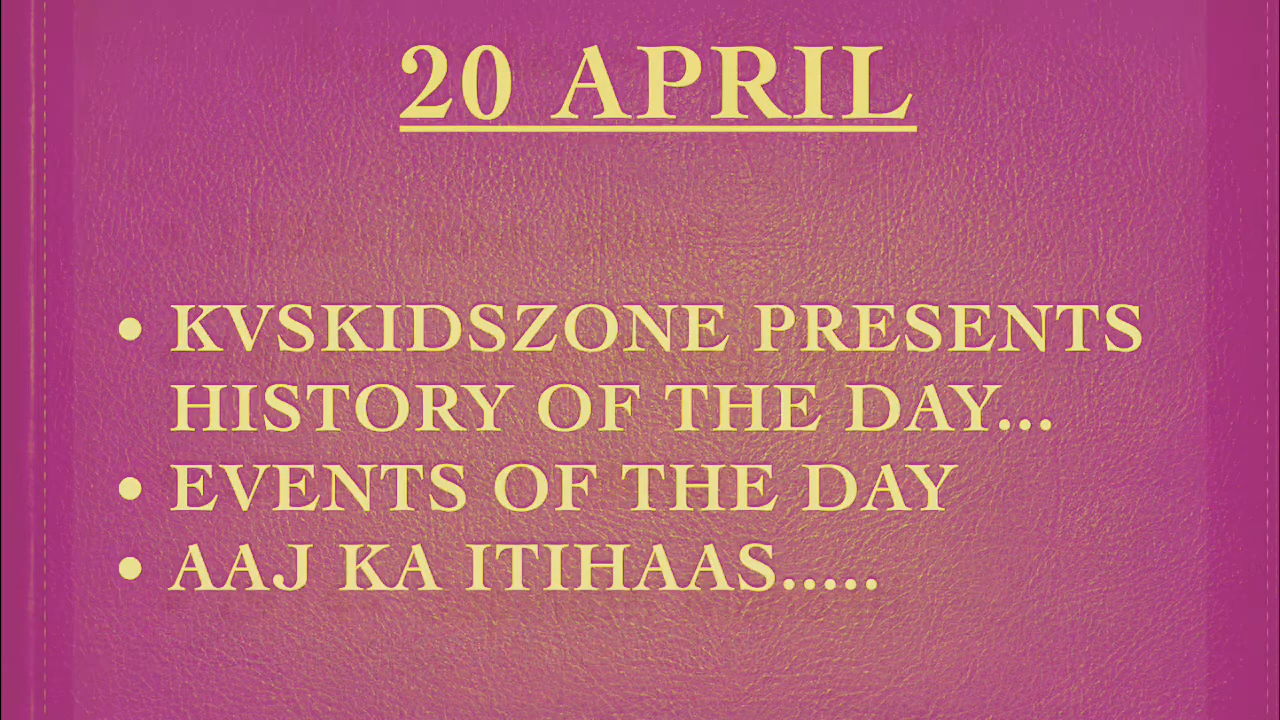 20 APRIL
• KVSKIDSZONE PRESENTS
HISTORY OF THE DAY...
• EVENTS OF THE DAY
• AAJ KA ITIHAAS.....